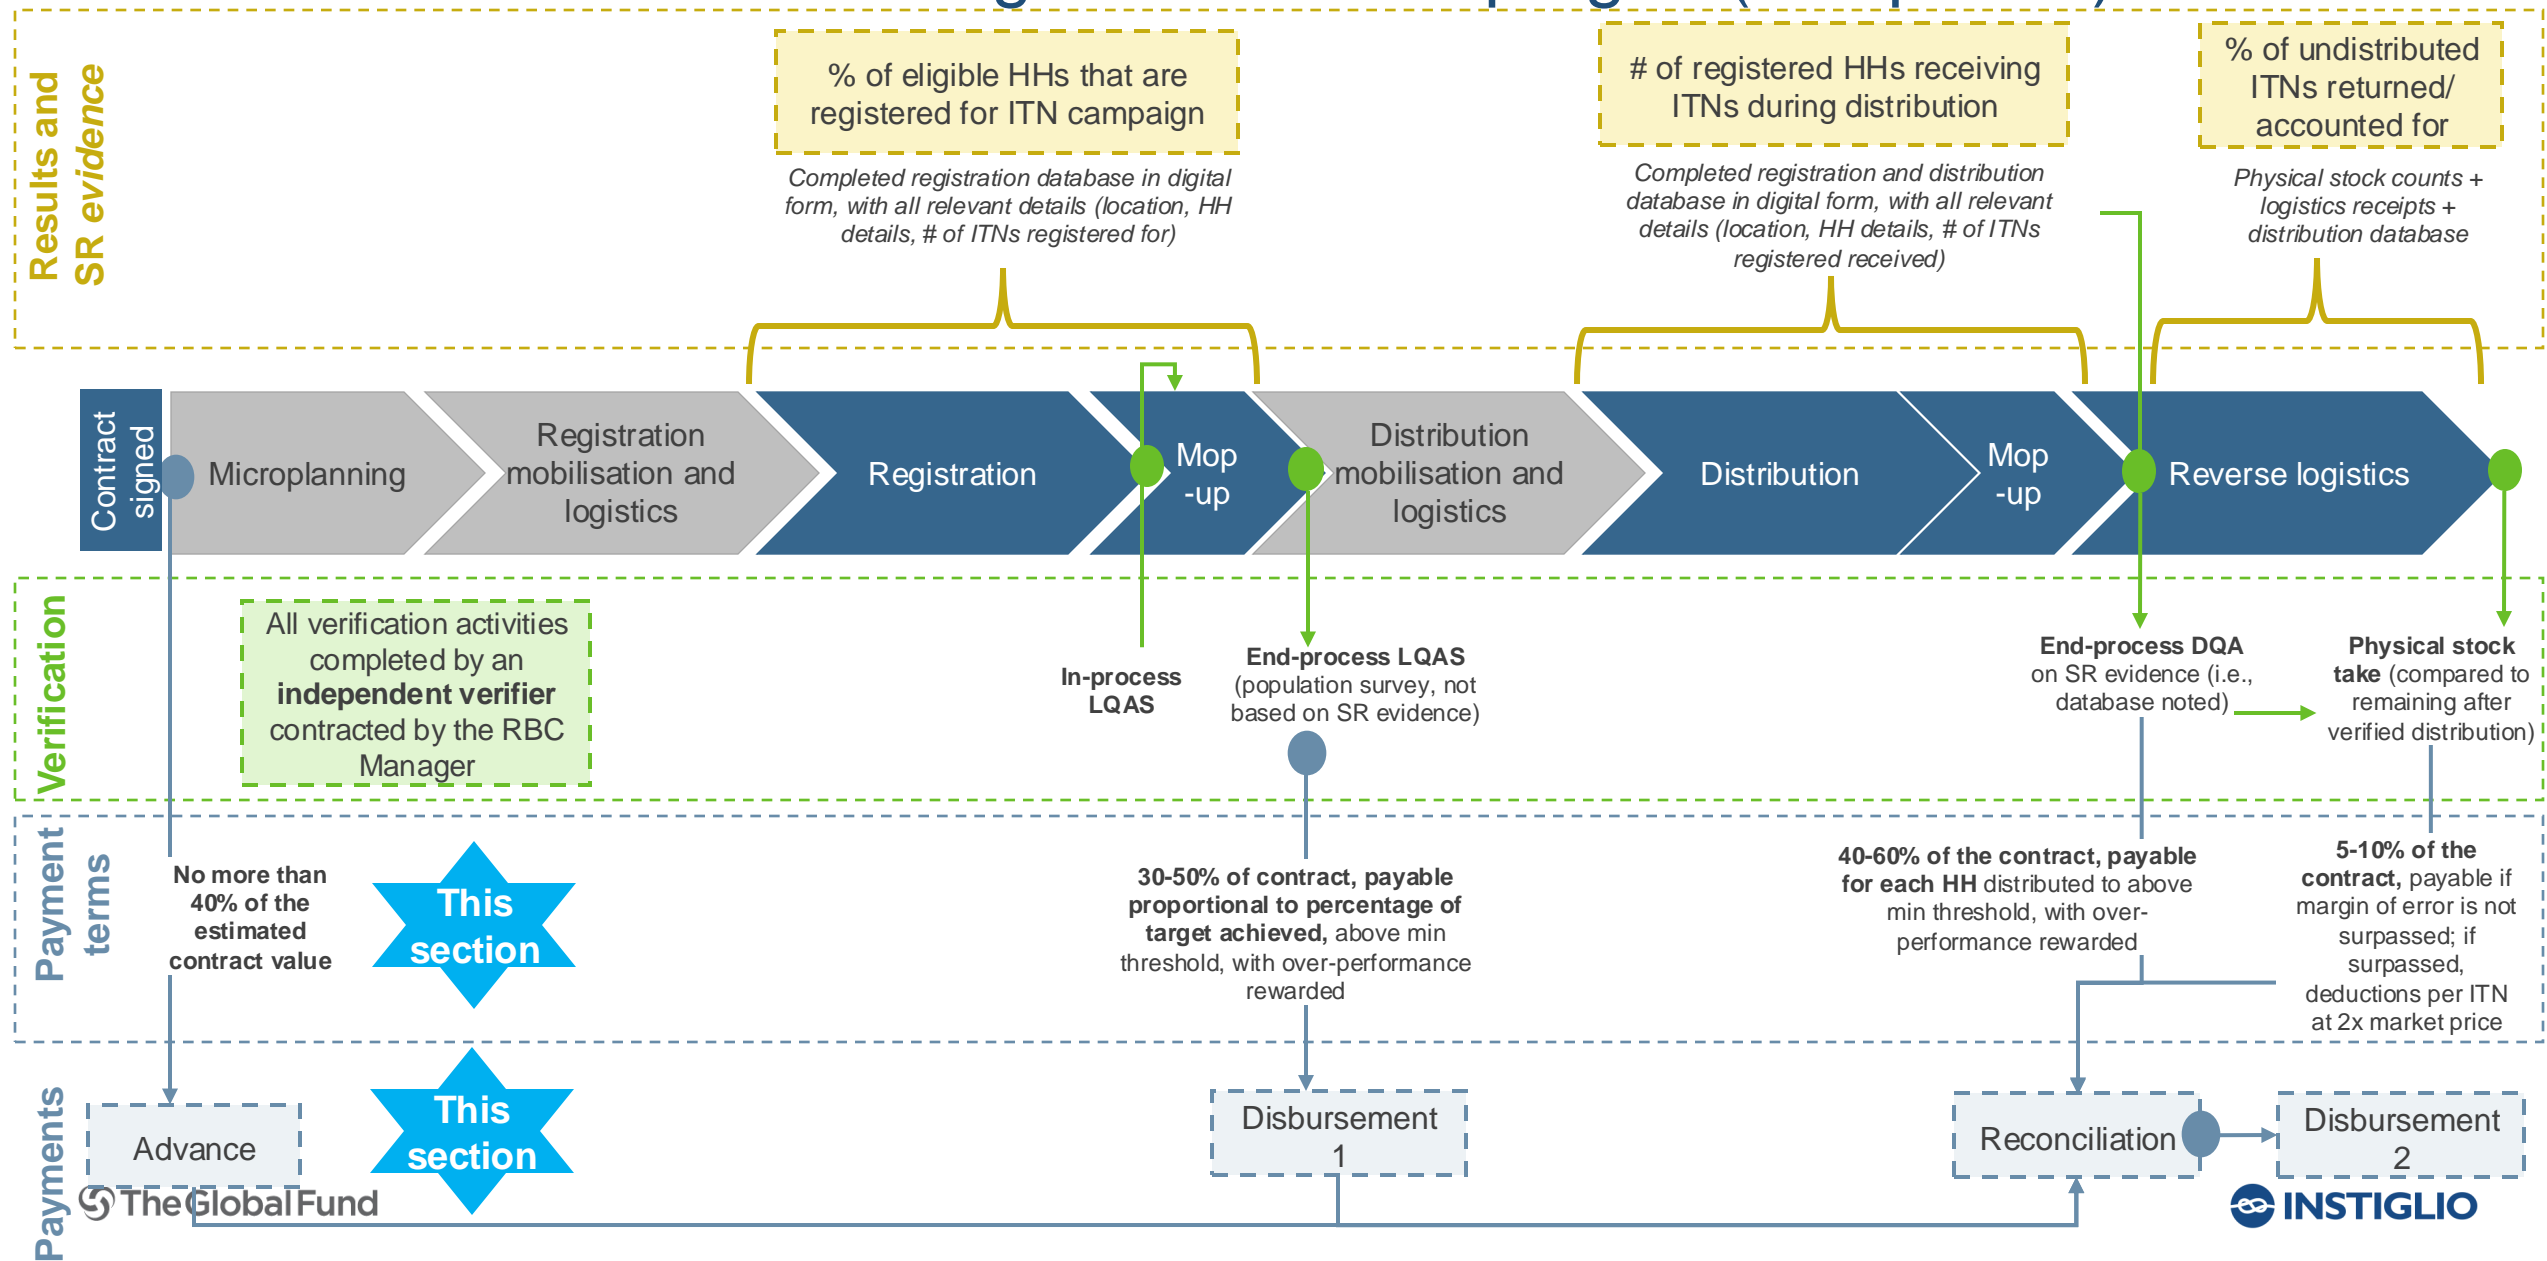 Results and
SR evidence
% of eligible HHs that are
registered for ITN campaign
Completed registration database in digital
form, with all relevant details (location, HH
details, # of ITNs registered for)
# of registered HHs receiving
ITNs during distribution
Completed registration and distribution
database in digital form, with all relevant
details (location, HH details, # of ITNs
registered received)
% of undistributed
ITNs returned/
accounted for
Physical stock counts +
logistics receipts +
distribution database
Contract
signed
Microplanning
Registration
mobilisation and
logistics
Registration
Mop
-up
Distribution
mobilisation and
logistics
Distribution
Mop
-up
Reverse logistics
Verification
All verification activities
completed by an
independent verifier
contracted by the RBC
Manager
In-process
LQAS
End-process LQAS
(population survey, not
based on SR evidence)
End-process DQA
on SR evidence (i.e.,
database noted)
Physical stock
take (compared to
remaining after
verified distribution)
Payment
terms
No more than
40% of the
estimated
contract value
This
section
30-50% of contract, payable
proportional to percentage of
target achieved, above min
threshold, with over-performance
rewarded
40-60% of the contract, payable
for each HH distributed to above
min threshold, with over-
performance rewarded
5-10% of the
contract, payable if
margin of error is not
surpassed; if
surpassed,
deductions per ITN
at 2x market price
Payments
Advance
This
section
Disbursement
1
Reconciliation
Disbursement
2
The Global Fund
INSTIGLIO